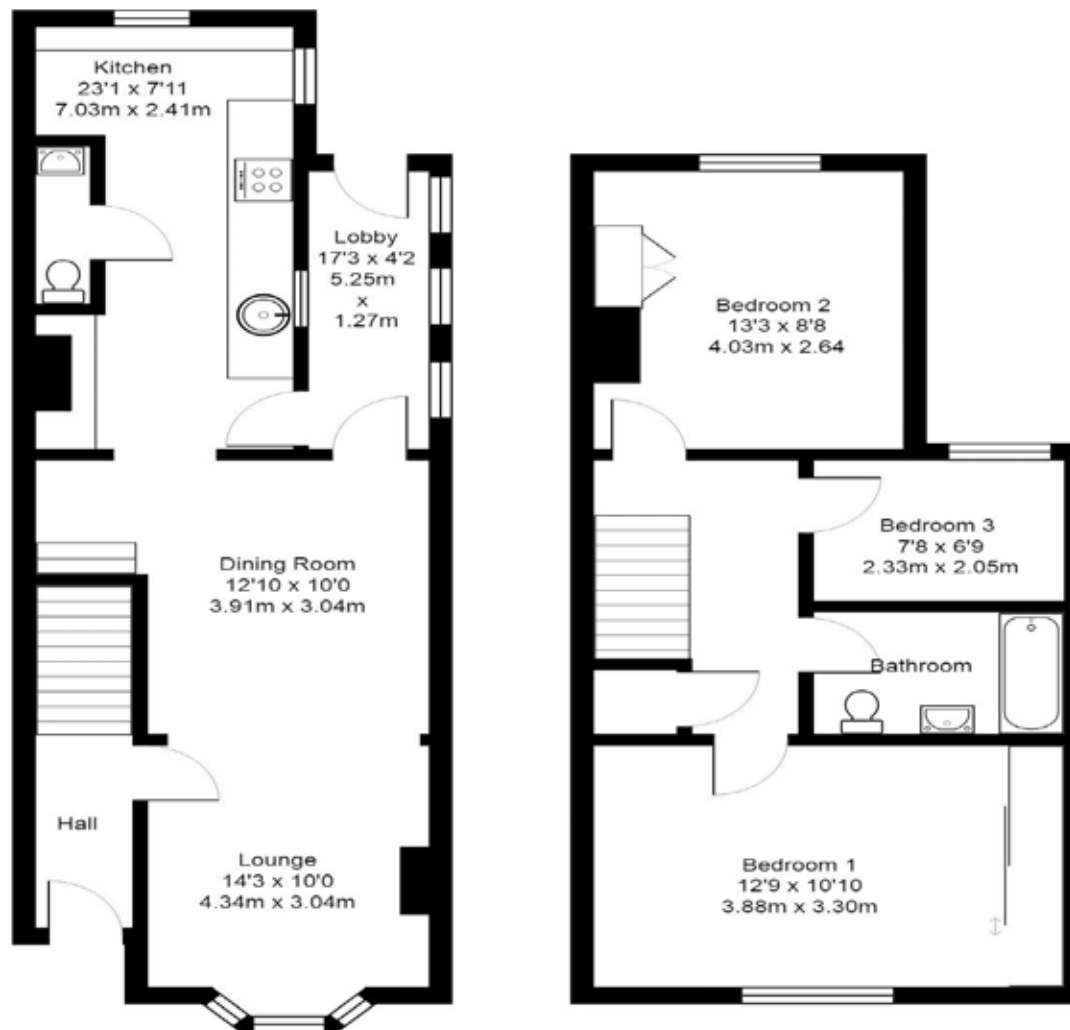 Kitchen
23'1 x 7'11
7.03m x 2.41m
Lobby
17'3 x 4'2
5.25m
x
1.27m
Dining Room
12'10 x 10'0
3.91m x 3.04m
Hall
Lounge
14'3 x 10'0
4.34m x 3.04m
Bedroom 2
13'3 x 8'8
4.03m x 2.64
Bedroom 3
7'8 x 6'9
2.33m x 2.05m
Bathroom
Bedroom 1
12'9 x 10'10
3.88m x 3.30m